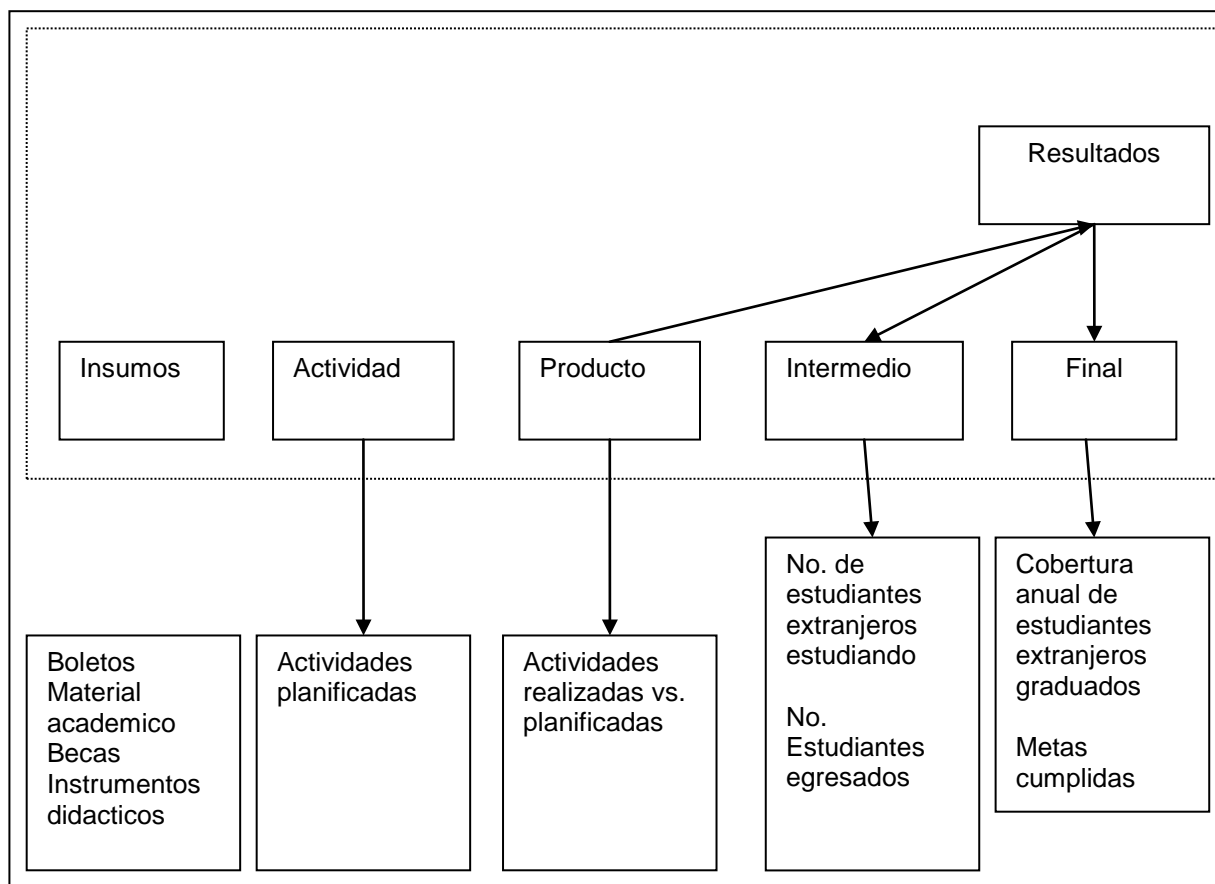 Resultados
Insumos
Actividad
Producto
Intermedio
Final
Boletos
Material
academico
Becas
Instrumentos
didacticos
Actividades
planificadas
Actividades
realizadas vs.
planificadas
No. de
estudiantes
extranjeros
estudiando
No.
Estudiantes
egresados
Cobertura
anual de
estudiantes
extranjeros
graduados
Metas
cumplidas